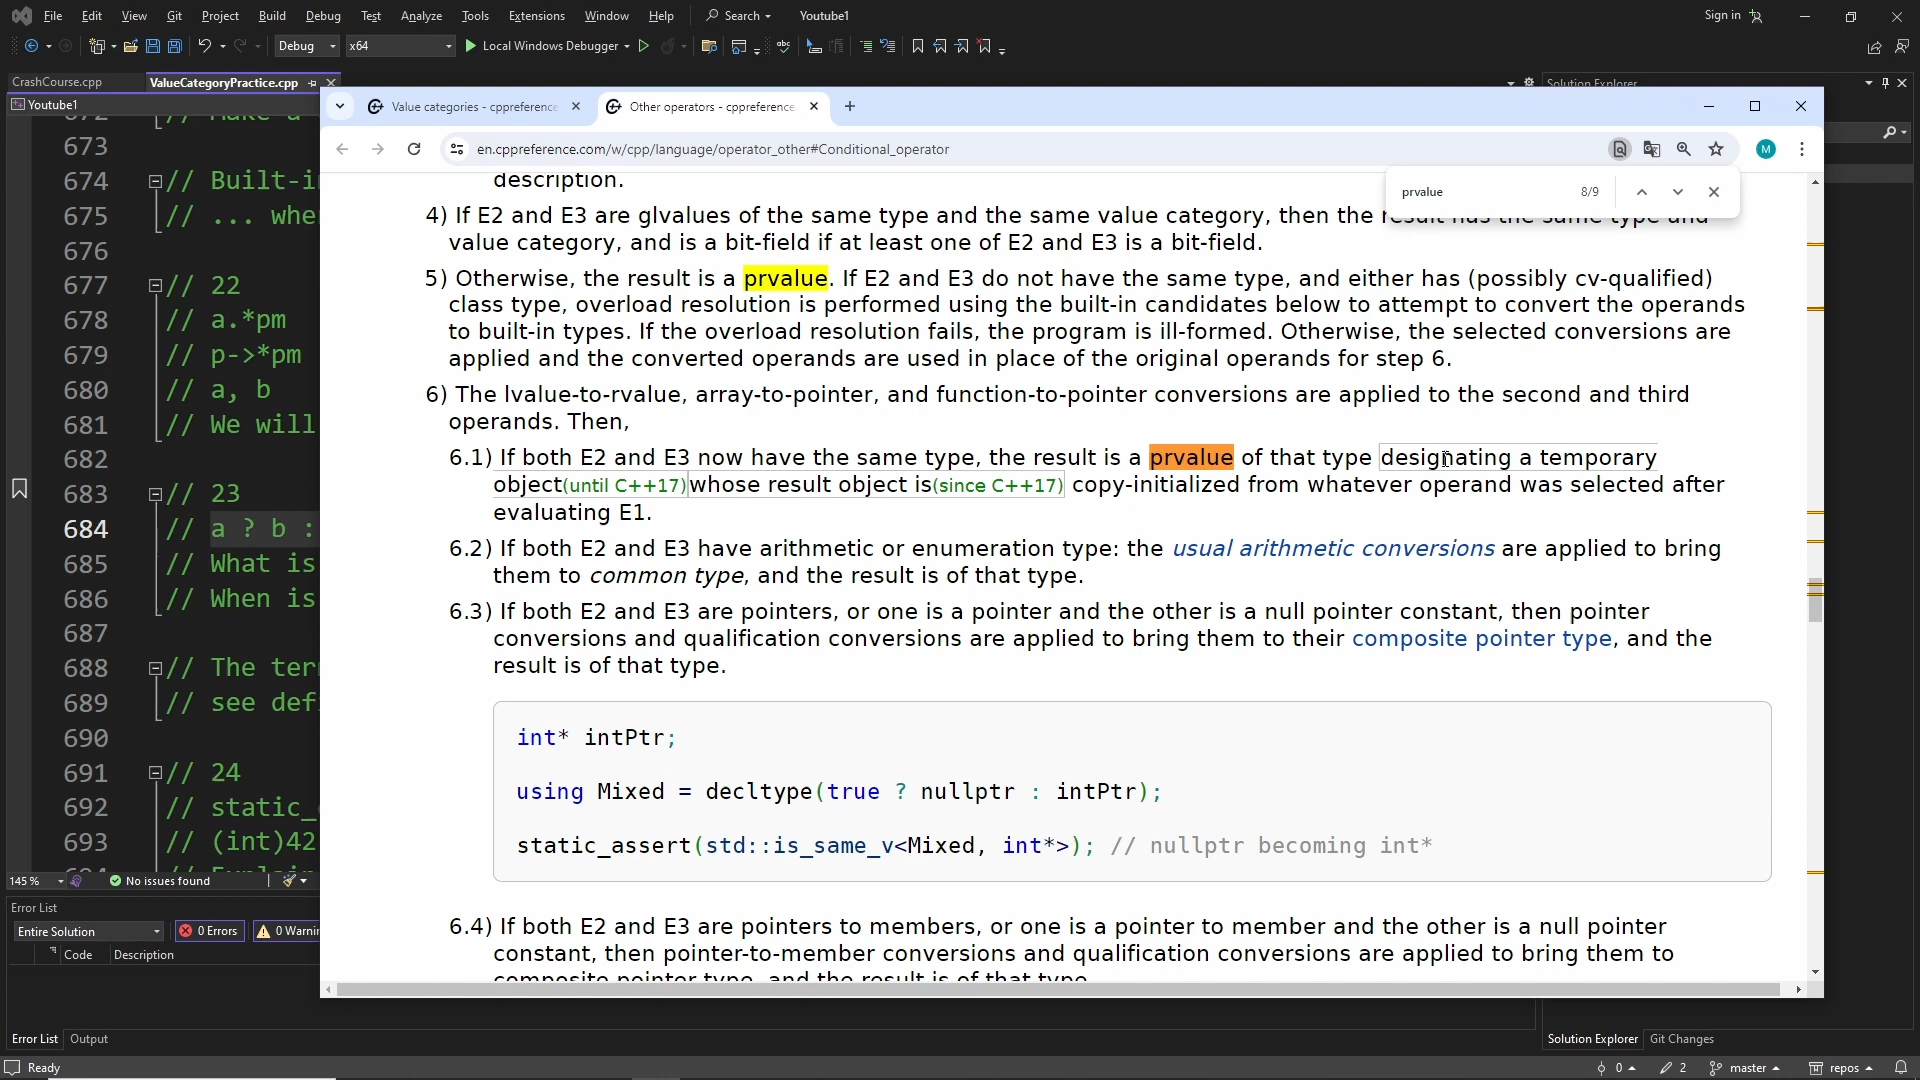 File Edit View Git Project Build Debug Test Analyze Tools Extensions Window Help Search Youtube1 Sign in
Debug x64 Local Windows Debugger
CrashCourse.cpp ValueCategoryPractice.cpp Solution Explorer
Youtube1
Value categories - cppreference Other operators - cppreference
en.cppreference.com/w/cpp/language/operator_other#Conditional_operator M
prvalue 8/9
673
674 // Built-i
675 // ... whe
676
677 // 22
678 // a.*pm
679 // p->*pm
680 // a, b
681 // We will
682
683 // 23
684 // a ? b :
685 // What is
686 // When is
687
688 // The ter
689 // see def
690
691 // 24
692 // static_
693 // (int)42
description.
4) If E2 and E3 are glvalues of the same type and the same value category, then the result has the same type and
value category, and is a bit-field if at least one of E2 and E3 is a bit-field.
5) Otherwise, the result is a prvalue. If E2 and E3 do not have the same type, and either has (possibly cv-qualified)
class type, overload resolution is performed using the built-in candidates below to attempt to convert the operands
to built-in types. If the overload resolution fails, the program is ill-formed. Otherwise, the selected conversions are
applied and the converted operands are used in place of the original operands for step 6.
6) The lvalue-to-rvalue, array-to-pointer, and function-to-pointer conversions are applied to the second and third
operands. Then,
6.1) If both E2 and E3 now have the same type, the result is a prvalue of that type designating a temporary
object(until C++17)whose result object is(since C++17) copy-initialized from whatever operand was selected after
evaluating E1.
6.2) If both E2 and E3 have arithmetic or enumeration type: the usual arithmetic conversions are applied to bring
them to common type, and the result is of that type.
6.3) If both E2 and E3 are pointers, or one is a pointer and the other is a null pointer constant, then pointer
conversions and qualification conversions are applied to bring them to their composite pointer type, and the
result is of that type.
int* intPtr;
using Mixed = decltype(true ? nullptr : intPtr);
static_assert(std::is_same_v<Mixed, int*>); // nullptr becoming int*
6.4) If both E2 and E3 are pointers to members, or one is a pointer to member and the other is a null pointer
constant, then pointer-to-member conversions and qualification conversions are applied to bring them to
composite pointer type, and the result is of that type.
145 % No issues found
Error List
Entire Solution 0 Errors 0 Warnin
Code Description
Error List Output Solution Explorer Git Changes
Ready 0 2 master repos